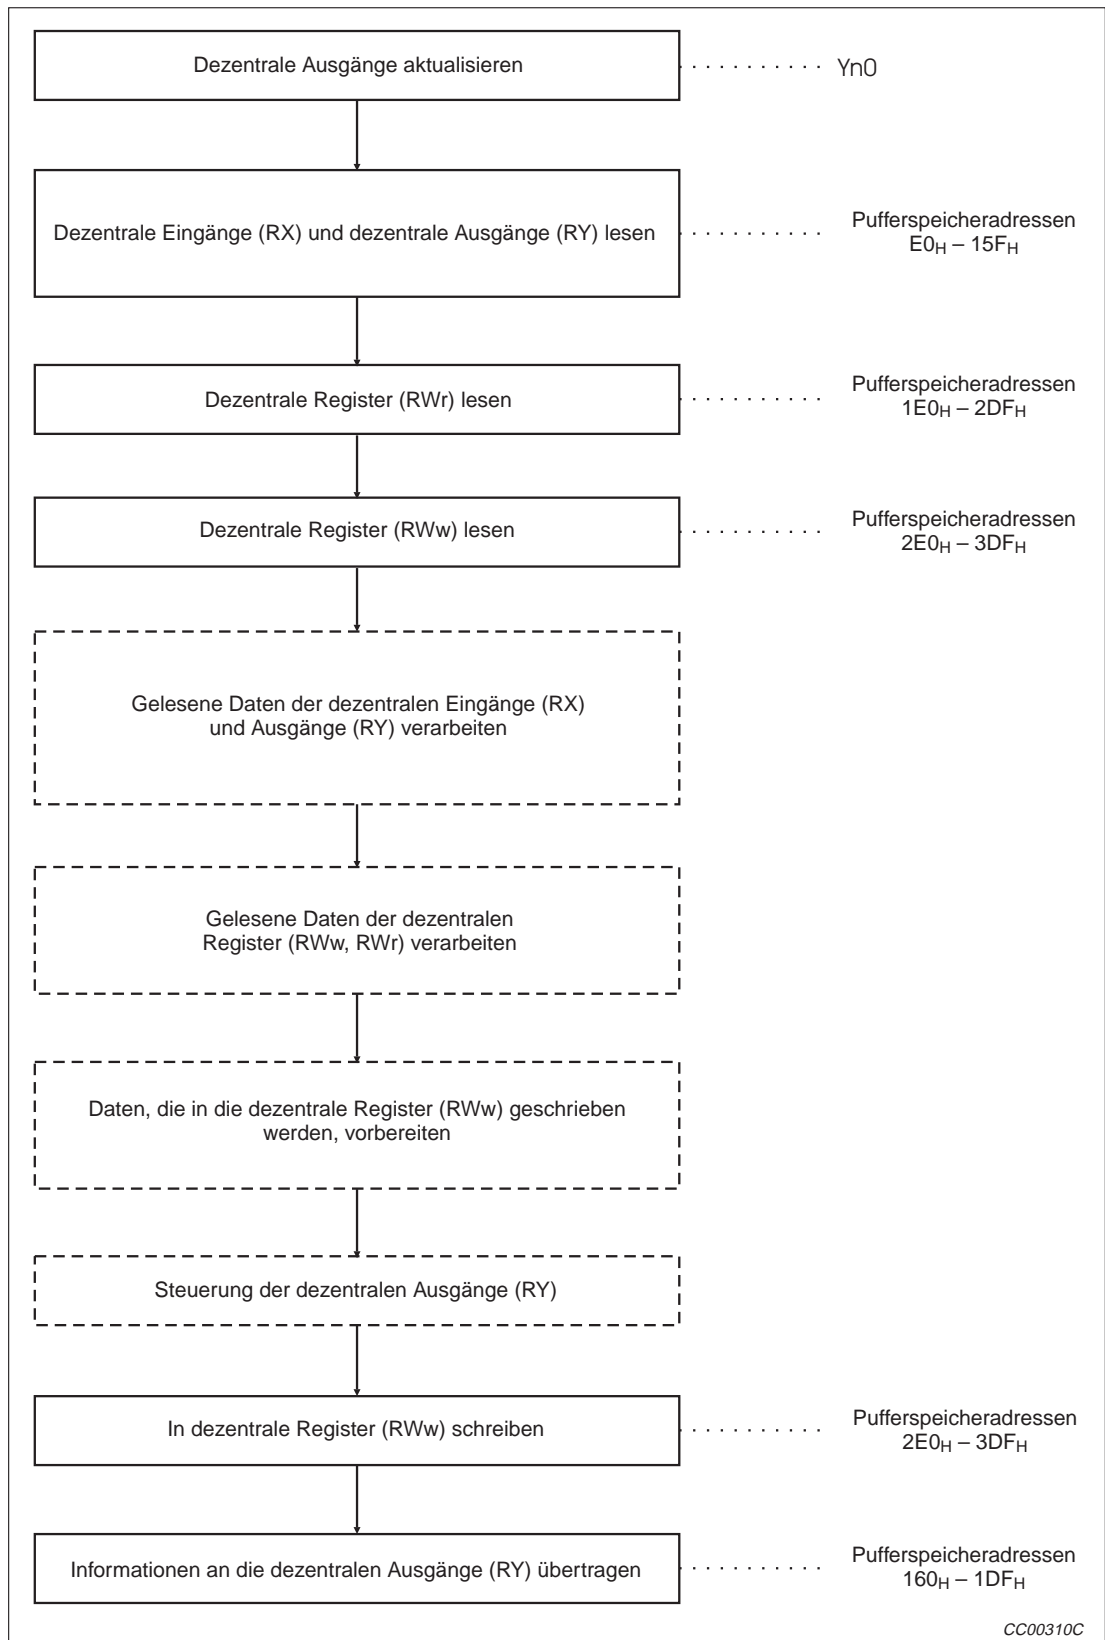 Dezentrale Ausgänge aktualisieren
Yn0
Dezentrale Eingänge (RX) und dezentrale Ausgänge (RY) lesen
Pufferspeicheradressen
E0H – 15FH
Dezentrale Register (RWr) lesen
Pufferspeicheradressen
1E0H – 2DFH
Dezentrale Register (RWw) lesen
Pufferspeicheradressen
2E0H – 3DFH
Gelesene Daten der dezentralen Eingänge (RX)
und Ausgänge (RY) verarbeiten
Gelesene Daten der dezentralen
Register (RWw, RWr) verarbeiten
Daten, die in die dezentrale Register (RWw) geschrieben
werden, vorbereiten
Steuerung der dezentralen Ausgänge (RY)
In dezentrale Register (RWw) schreiben
Pufferspeicheradressen
2E0H – 3DFH
Informationen an die dezentralen Ausgänge (RY) übertragen
Pufferspeicheradressen
160H – 1DFH
CC00310C